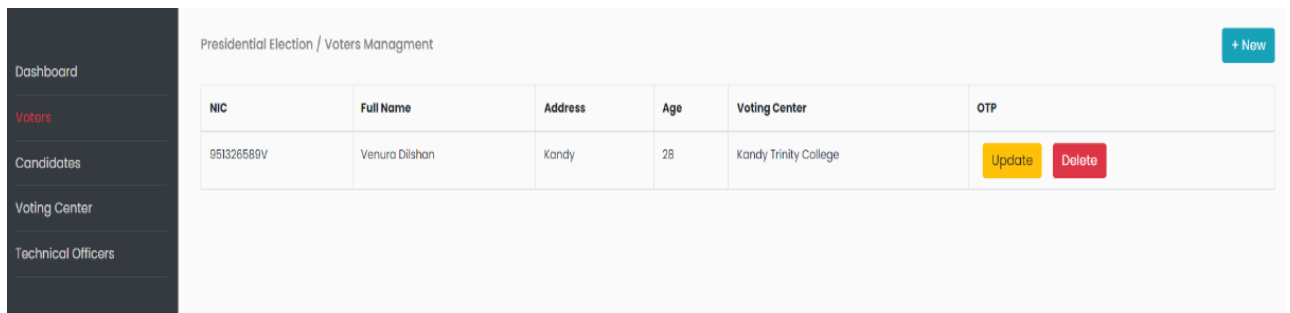 Dashboard
Voters
Candidates
Voting Center
Technical Officers
Presidential Election / Voters Managment
+ New
NIC Full Name Address Age Voting Center OTP
951326589V Venura Dilshan Kandy 28 Kandy Trinity College Update Delete